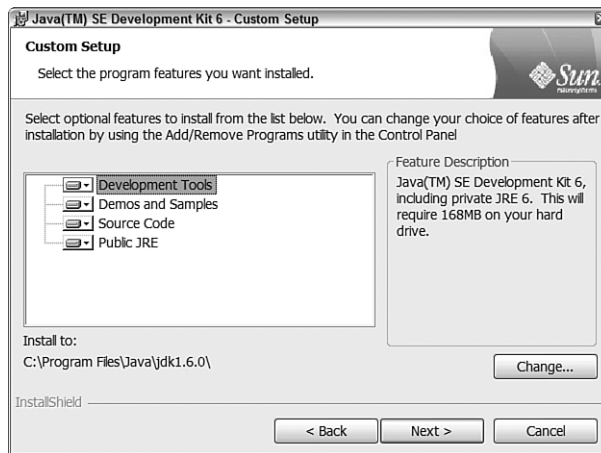 Java(TM) SE Development Kit 6 - Custom Setup
Custom Setup
Select the program features you want installed.
Sun
microsystems
Select optional features to install from the list below. You can change your choice of features after
installation by using the Add/Remove Programs utility in the Control Panel
Development Tools
Demos and Samples
Source Code
Public JRE
Feature Description
Java(TM) SE Development Kit 6,
including private JRE 6. This will
require 168MB on your hard
drive.
Install to:
C:\Program Files\Java\jdk1.6.0\
Change...
InstallShield
< Back
Next >
Cancel